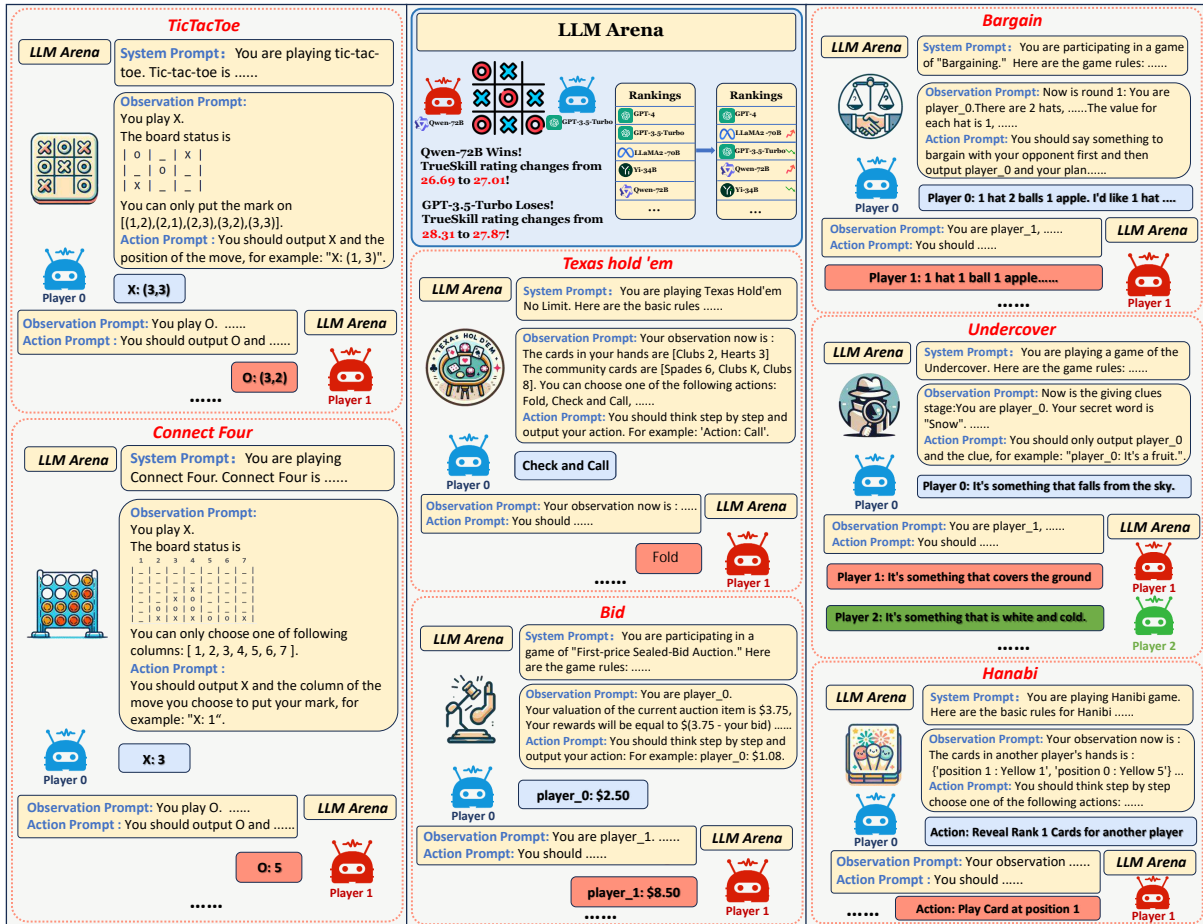 TicTacToe
LLM Arena
System Prompt： You are playing tic-tac-
toe. Tic-tac-toe is ......
Observation Prompt:
You play X.
The board status is
| O | _ | X |
| _ | O | _ |
| X | _ | _ |
You can only put the mark on
[(1,2),(2,1),(2,3),(3,2),(3,3)].
Action Prompt : You should output X and the
position of the move, for example: "X: (1, 3)".
Player 0
X: (3,3)
Observation Prompt: You play O. ......
Action Prompt : You should output O and ......
LLM Arena
O: (3,2)
Player 1
......
Connect Four
LLM Arena
System Prompt： You are playing
Connect Four. Connect Four is ......
Observation Prompt:
You play X.
The board status is
1 2 3 4 5 6 7
| _ | _ | _ | _ | _ | _ | _ |
| _ | _ | _ | _ | _ | _ | _ |
| _ | _ | _ | X | _ | _ | _ |
| _ | _ | X | O | _ | _ | _ |
| _ | O | O | O | _ | _ | _ |
| _ | X | X | X | O | X | _ |
You can only choose one of following
columns: [ 1, 2, 3, 4, 5, 6, 7 ].
Action Prompt :
You should output X and the column of the
move you choose to put your mark, for
example: "X: 1“.
Player 0
X: 3
Observation Prompt: You play O. ......
Action Prompt : You should output O and ......
LLM Arena
O: 5
Player 1
......
LLM Arena
Qwen-72B
GPT-3.5-Turbo
Qwen-72B Wins!
TrueSkill rating changes from
26.69 to 27.01!
GPT-3.5-Turbo Loses!
TrueSkill rating changes from
28.31 to 27.87!
Rankings
GPT-4
GPT-3.5-Turbo
LLaMA2 -70B
Yi-34B
Qwen-72B
...
Rankings
GPT-4
LLaMA2 -70B
GPT-3.5-Turbo
Qwen-72B
Yi-34B
...
Texas hold 'em
LLM Arena
System Prompt: You are playing Texas Hold'em
No Limit. Here are the basic rules ......
TEXAS HOLD'EM
Observation Prompt: Your observation now is :
The cards in your hands are [Clubs 2, Hearts 3]
The community cards are [Spades 6, Clubs K, Clubs
8]. You can choose one of the following actions:
Fold, Check and Call, ......
Action Prompt: You should think step by step and
output your action. For example: 'Action: Call'.
Player 0
Check and Call
Observation Prompt: Your observation now is : .....
Action Prompt: You should ......
LLM Arena
Fold
Player 1
......
Bid
LLM Arena
System Prompt: You are participating in a
game of "First-price Sealed-Bid Auction." Here
are the game rules: ......
Observation Prompt: You are player_0.
Your valuation of the current auction item is $3.75,
Your rewards will be equal to $(3.75 - your bid) ......
Action Prompt: You should think step by step and
output your action: For example: player_0: $1.08.
Player 0
player_0: $2.50
Observation Prompt: You are player_1. ......
Action Prompt: You should ......
LLM Arena
player_1: $8.50
Player 1
......
Bargain
LLM Arena
System Prompt: You are participating in a game
of "Bargaining." Here are the game rules: ......
Observation Prompt: Now is round 1: You are
player_0.There are 2 hats, ......The value for
each hat is 1, ......
Action Prompt: You should say something to
bargain with your opponent first and then
output player_0 and your plan......
Player 0
Player 0: 1 hat 2 balls 1 apple. I'd like 1 hat ....
Observation Prompt: You are player_1, ......
Action Prompt: You should ......
LLM Arena
Player 1: 1 hat 1 ball 1 apple......
Player 1
......
Undercover
LLM Arena
System Prompt: You are playing a game of the
Undercover. Here are the game rules: ......
Observation Prompt: Now is the giving clues
stage:You are player_0. Your secret word is
"Snow". ......
Action Prompt: You should only output player_0
and the clue, for example: "player_0: It's a fruit.".
Player 0
Player 0: It's something that falls from the sky.
Observation Prompt: You are player_1, ......
Action Prompt: You should ......
LLM Arena
Player 1: It's something that covers the ground
Player 1
Player 2: It's something that is white and cold.
Player 2
......
Hanabi
LLM Arena
System Prompt: You are playing Hanibi game.
Here are the basic rules for Hanibi ......
Observation Prompt: Your observation now is :
The cards in another player's hands is :
{'position 1 : Yellow 1', 'position 0 : Yellow 5'} ...
Action Prompt: You should think step by step
choose one of the following actions: ......
Player 0
Action: Reveal Rank 1 Cards for another player
Observation Prompt: Your observation ......
Action Prompt : You should ......
LLM Arena
Action: Play Card at position 1
Player 1
......